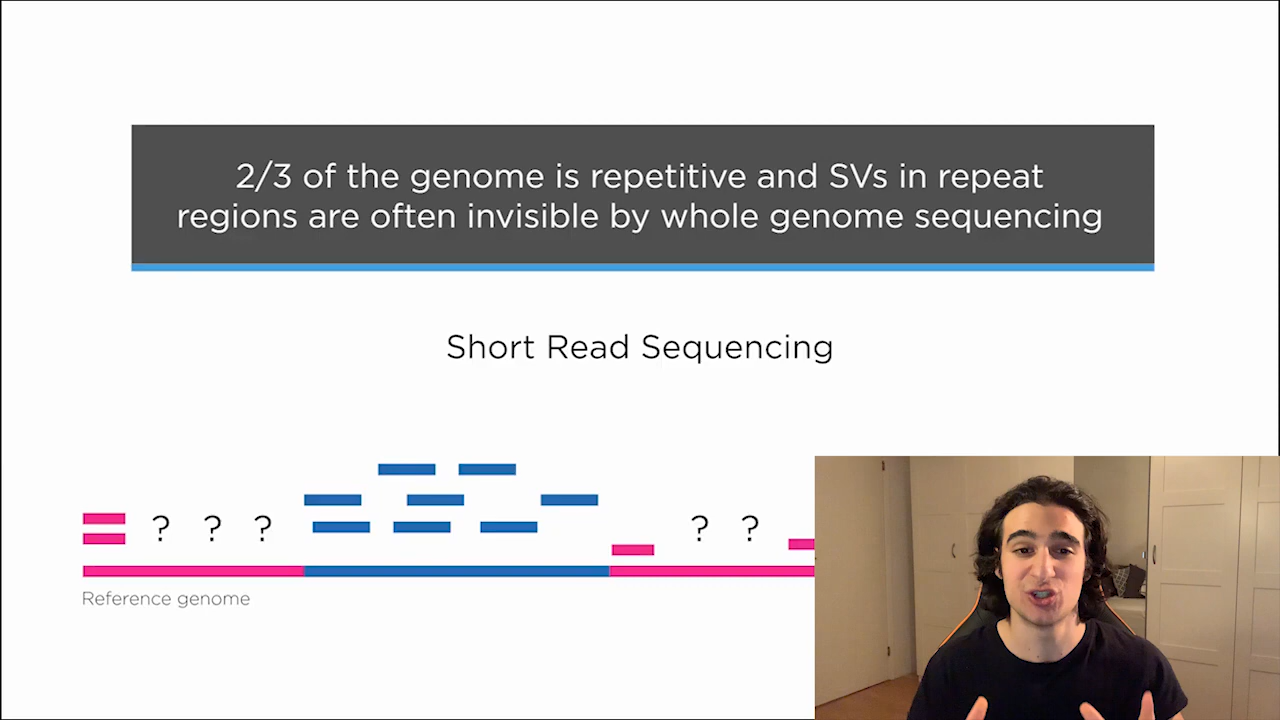 2/3 of the genome is repetitive and SVs in repeat
regions are often invisible by whole genome sequencing
Short Read Sequencing
? ? ?
? ?
Reference genome